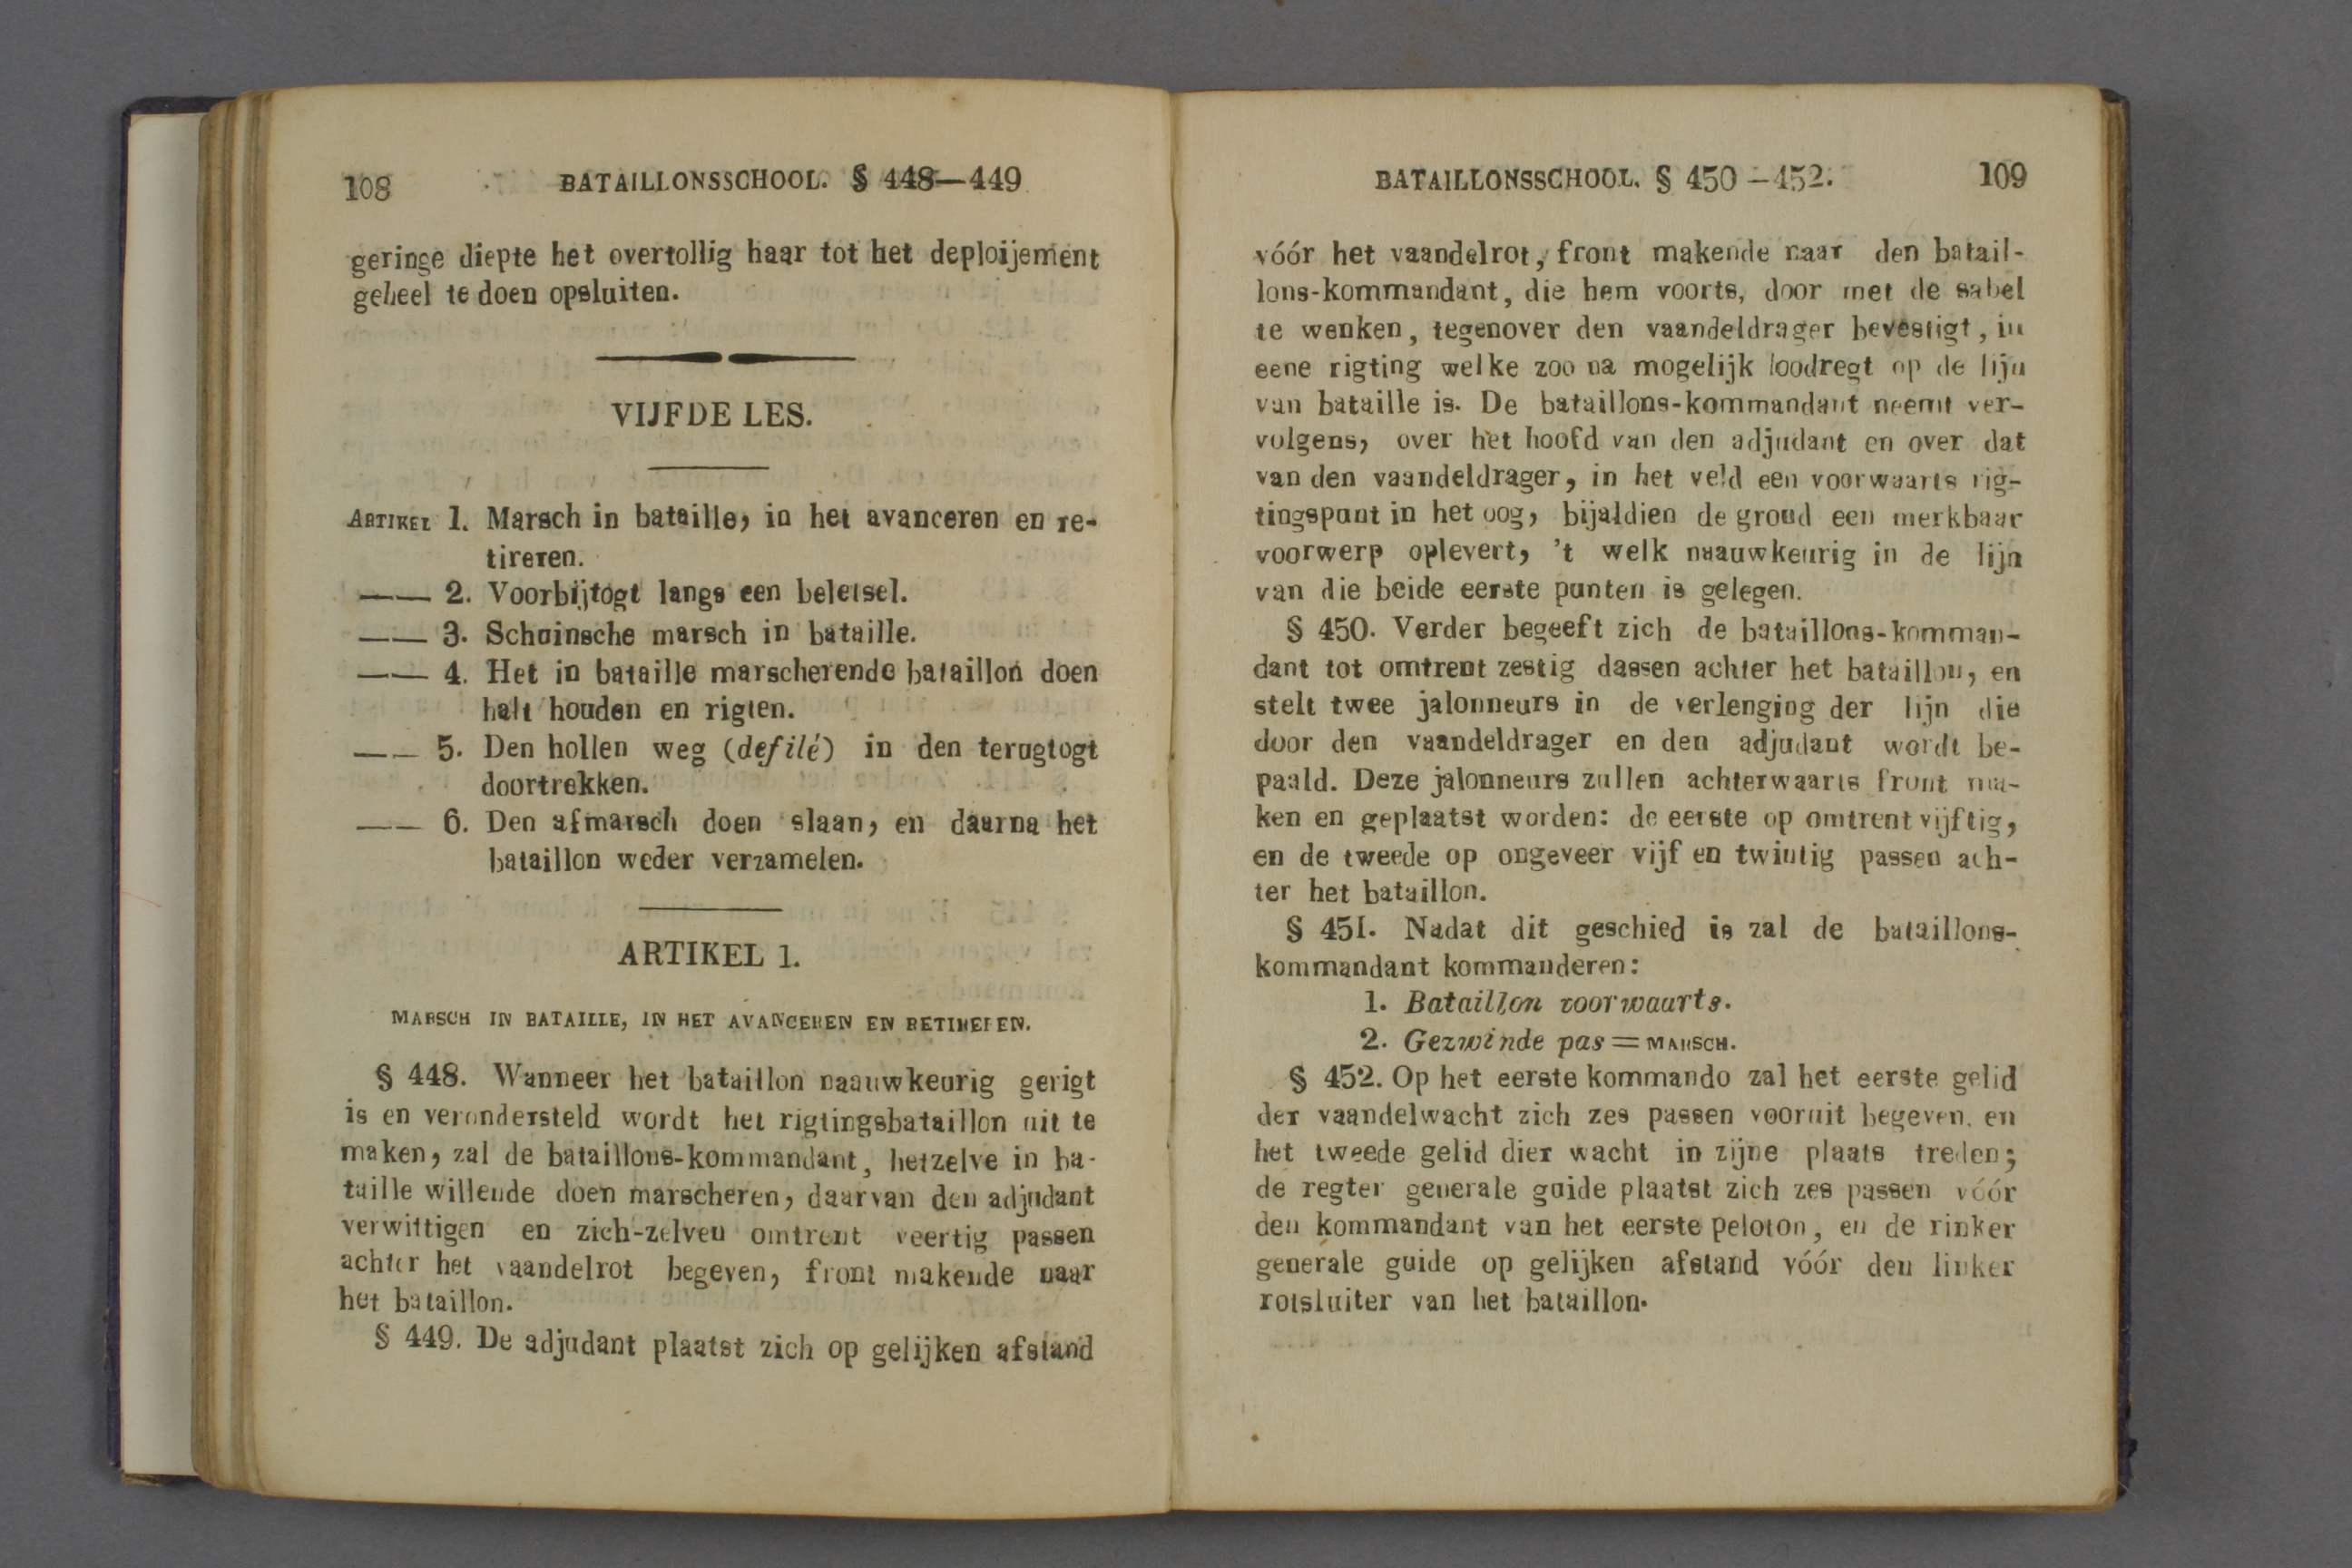 108 BATAILLONSSCHOOL. § 448—449
geringe diepte het overtollig haar tot het deploijement
geheel te doen opsluiten.
VIJFDE LES.
ARTIKEL 1. Marsch in bataille, in het avanceren en re-
tireren.
—— 2. Voorbijtogt langs een beletsel.
—— 3. Schuinsche marsch in bataille.
—— 4. Het in bataille marscherende bataillon doen
halt houden en rigten.
—— 5. Den hollen weg (defilé) in den terugtogt
doortrekken.
—— 6. Den afmarsch doen slaan, en daarna het
bataillon weder verzamelen.
ARTIKEL 1.
MARSCH IN BATAILLE, IN HET AVANCEREN EN RETIREREN.
§ 448. Wanneer het bataillon naauwkeurig gerigt
is en verondersteld wordt het rigtingsbataillon uit te
maken, zal de bataillons-kommandant, hetzelve in ba-
taille willende doen marscheren, daarvan den adjudant
verwittigen en zich-zelven omtrent veertig passen
achter het vaandelrot begeven, front makende naar
het bataillon.
§ 449. De adjudant plaatst zich op gelijken afstand
BATAILLONSSCHOOL. § 450—452. 109
vóór het vaandelrot, front makende naar den batail-
lons-kommandant, die hem voorts, door met de sabel
te wenken, tegenover den vaandeldrager bevestigt, in
eene rigting welke zoo na mogelijk loodregt op de lijn
van bataille is. De bataillons-kommandant neemt ver-
volgens, over het hoofd van den adjudant en over dat
van den vaandeldrager, in het veld een voorwaarts rig-
tingspunt in het oog, bijaldien de grond een merkbaar
voorwerp oplevert, 't welk naauwkeurig in de lijn
van die beide eerste punten is gelegen.
§ 450. Verder begeeft zich de bataillons-komman-
dant tot omtrent zestig dassen achter het bataillon, en
stelt twee jalonneurs in de verlenging der lijn die
door den vaandeldrager en den adjudant wordt be-
paald. Deze jalonneurs zullen achterwaarts front ma-
ken en geplaatst worden: de eerste op omtrent vijftig,
en de tweede op ongeveer vijf en twintig passen ach-
ter het bataillon.
§ 451. Nadat dit geschied is zal de bataillons-
kommandant kommanderen:
1. Bataillon voorwaarts.
2. Gezwinde pas = MARSCH.
§ 452. Op het eerste kommando zal het eerste gelid
der vaandelwacht zich zes passen vooruit begeven. en
het tweede gelid dier wacht in zijne plaats treden;
de regter generale guide plaatst zich zes passen vóór
den kommandant van het eerste peloton, en de rinker
generale guide op gelijken afstand vóór den linker
rotsluiter van het bataillon.